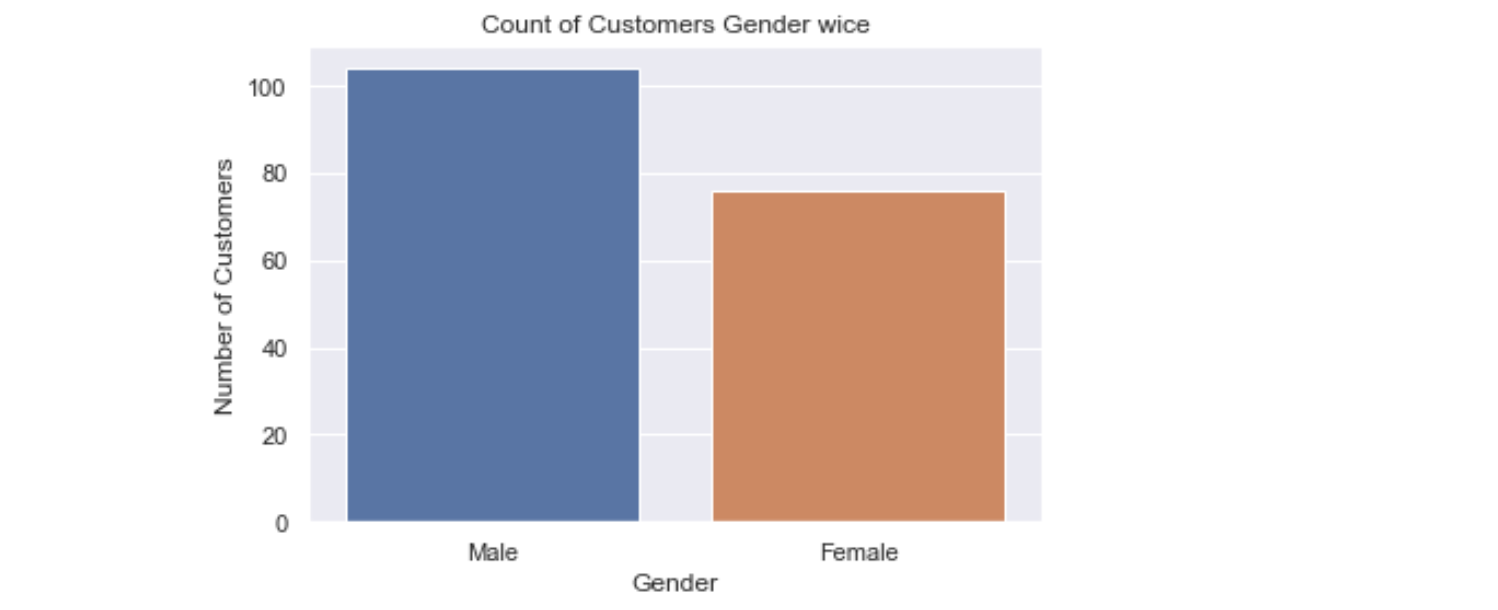 Count of Customers Gender wice
Number of Customers
100
80
60
40
20
0
Male Female
Gender